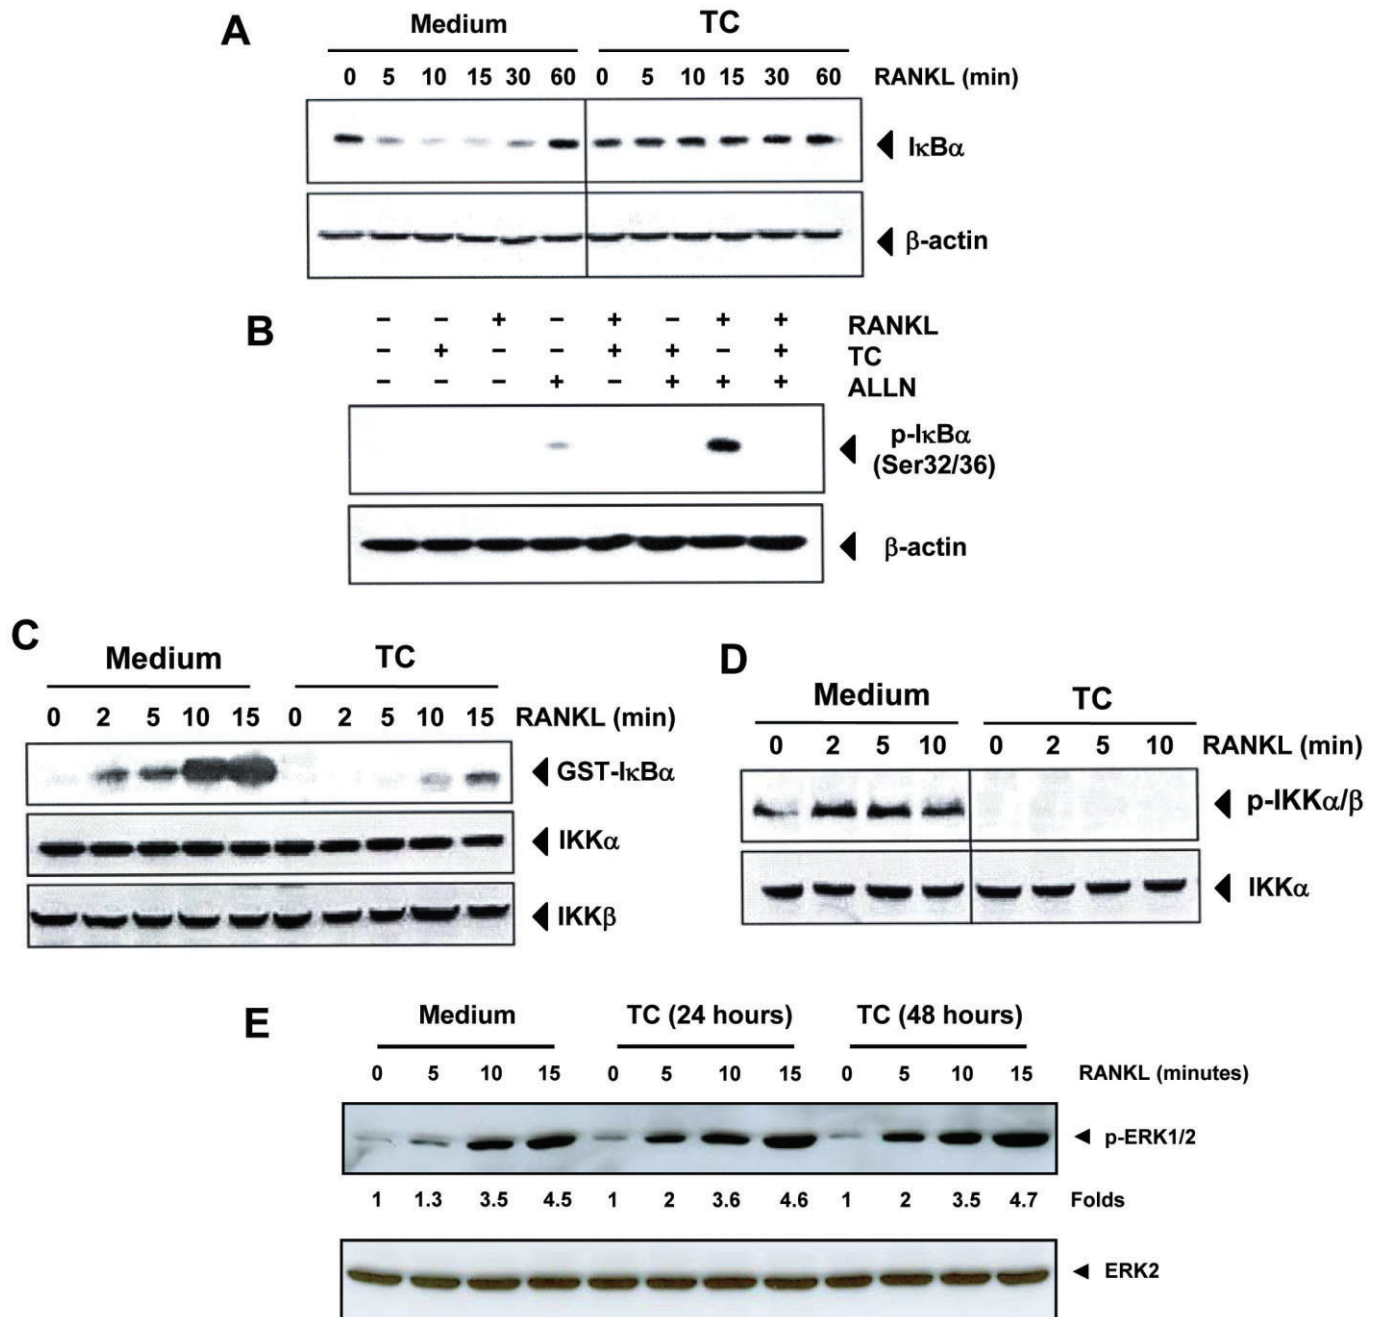 A
Medium TC
0 5 10 15 30 60 0 5 10 15 30 60 RANKL (min)
IκBα
β-actin
B
– – + – + – + + RANKL
– + – – + + – + TC
– – – + – + + + ALLN
p-IκBα
(Ser32/36)
β-actin
C
Medium TC
0 2 5 10 15 0 2 5 10 15 RANKL (min)
GST-IκBα
IKKα
IKKβ
D
Medium TC
0 2 5 10 0 2 5 10 RANKL (min)
p-IKKα/β
IKKα
E
Medium TC (24 hours) TC (48 hours)
0 5 10 15 0 5 10 15 0 5 10 15 RANKL (minutes)
p-ERK1/2
1 1.3 3.5 4.5 1 2 3.6 4.6 1 2 3.5 4.7 Folds
ERK2